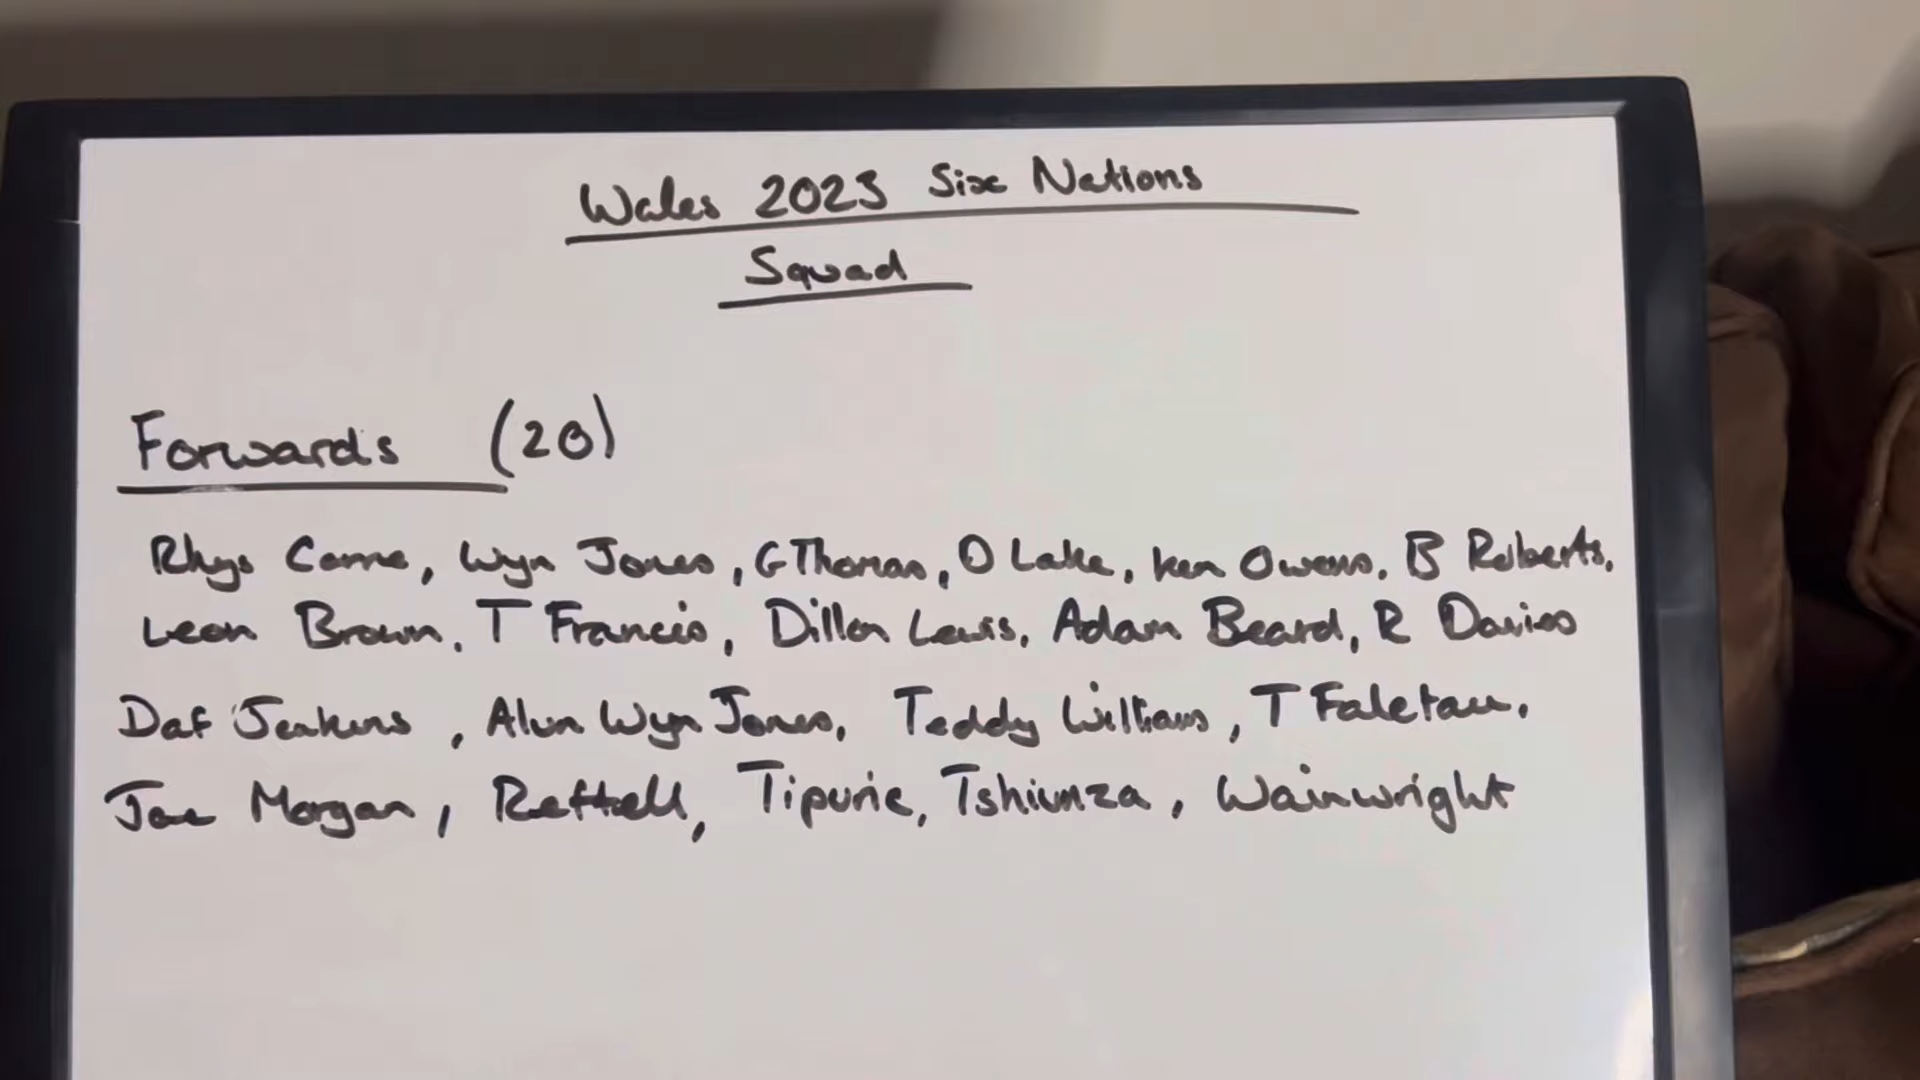 Wales 2023 Six Nations
Squad
Forwards (20)
Rhys Carre, Wyn Jones, G Thomas, D Lake, Ken Owens, B Roberts,
Leon Brown, T Francis, Dillon Lewis, Adam Beard, R Davies
Daf Jenkins, Alun Wyn Jones, Teddy Williams, T Faletau,
Jac Morgan, Reffell, Tipuric, Tshiunza, Wainwright